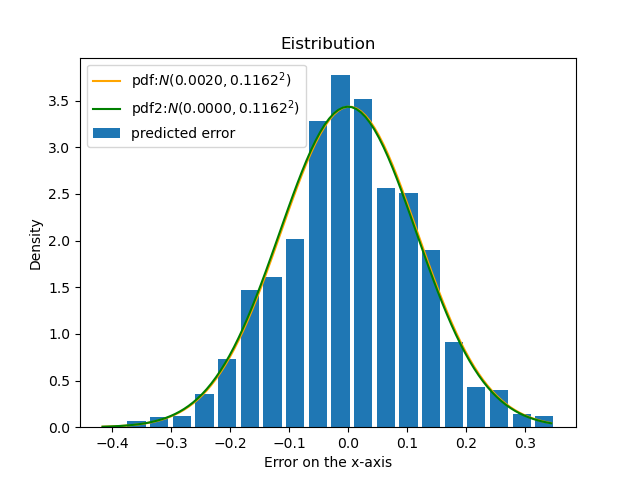 Eistribution
pdf:N(0.0020, 0.1162²)
pdf2:N(0.0000, 0.1162²)
predicted error
3.5
3.0
2.5
2.0
1.5
1.0
0.5
0.0
Density
−0.4 −0.3 −0.2 −0.1 0.0 0.1 0.2 0.3
Error on the x-axis